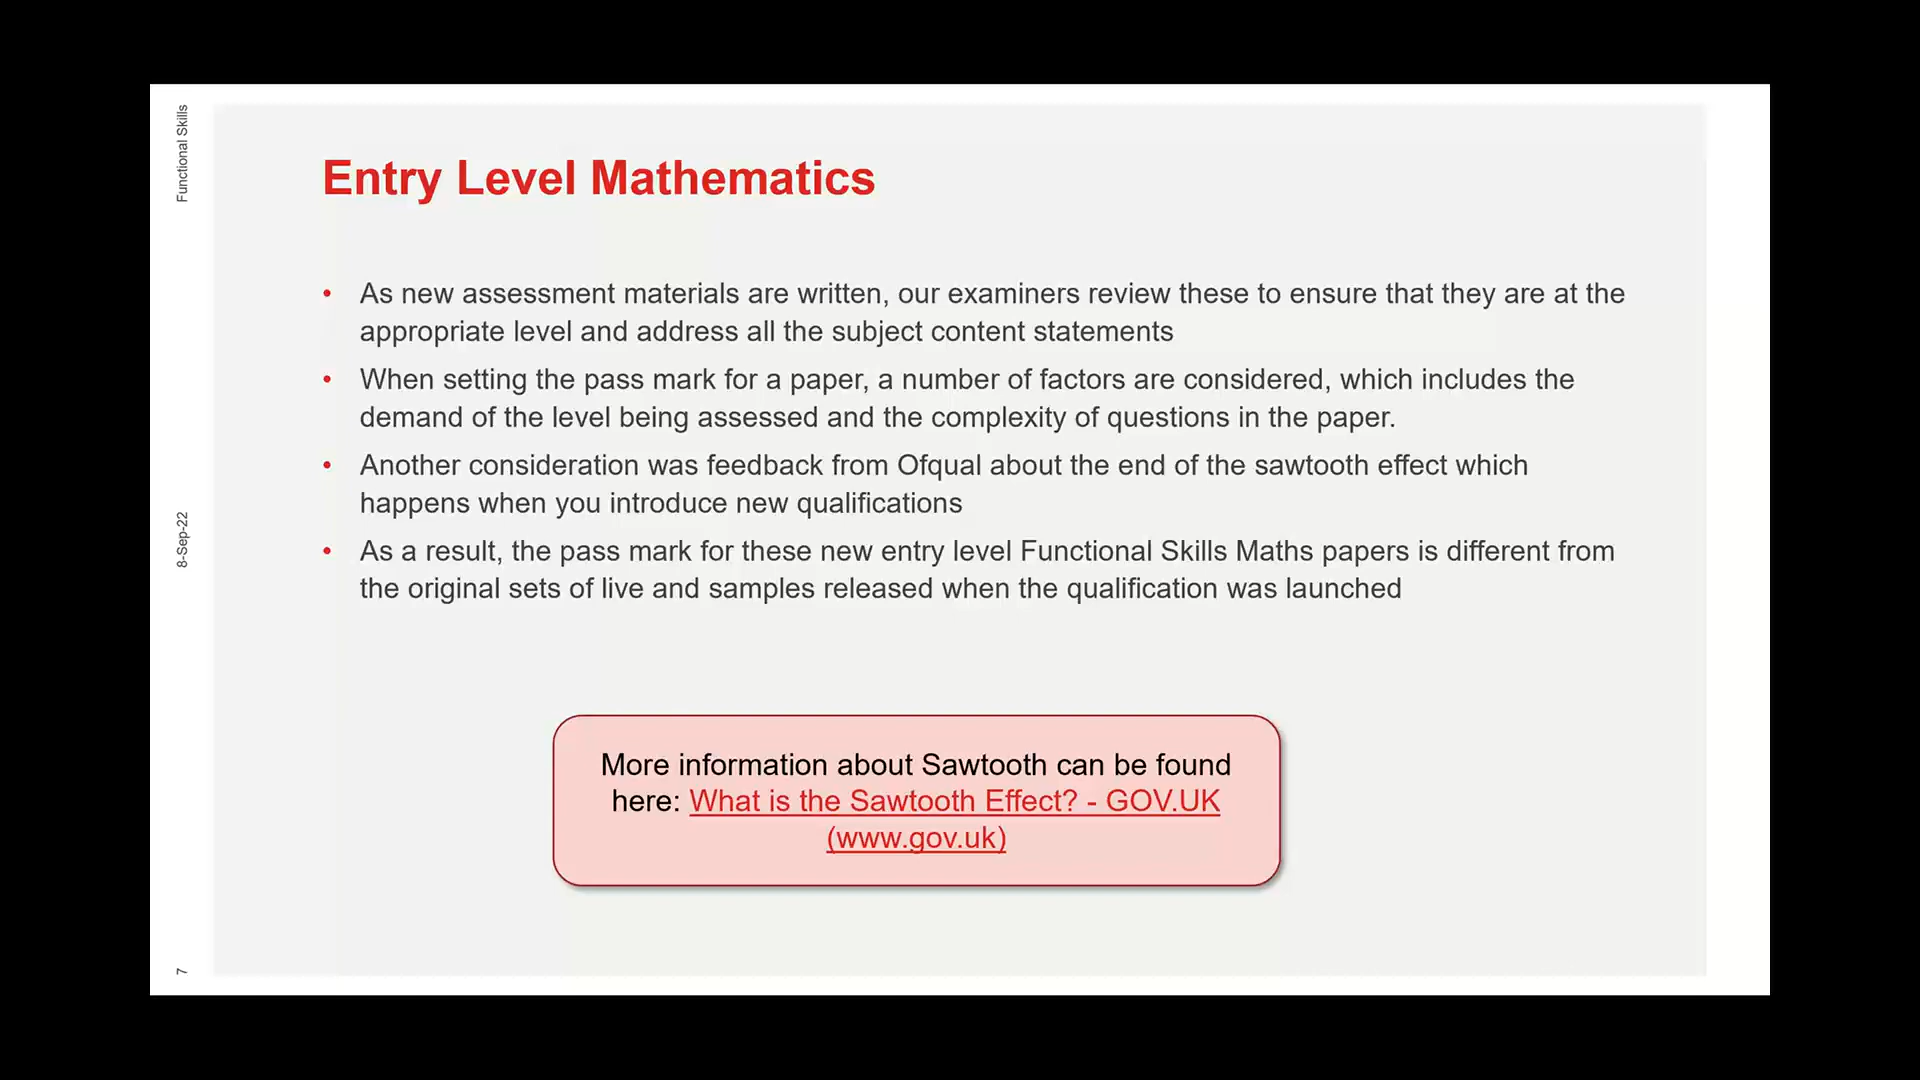 Functional Skills
8-Sep-22
7
Entry Level Mathematics
• As new assessment materials are written, our examiners review these to ensure that they are at the
appropriate level and address all the subject content statements
• When setting the pass mark for a paper, a number of factors are considered, which includes the
demand of the level being assessed and the complexity of questions in the paper.
• Another consideration was feedback from Ofqual about the end of the sawtooth effect which
happens when you introduce new qualifications
• As a result, the pass mark for these new entry level Functional Skills Maths papers is different from
the original sets of live and samples released when the qualification was launched
More information about Sawtooth can be found
here: What is the Sawtooth Effect? - GOV.UK
(www.gov.uk)